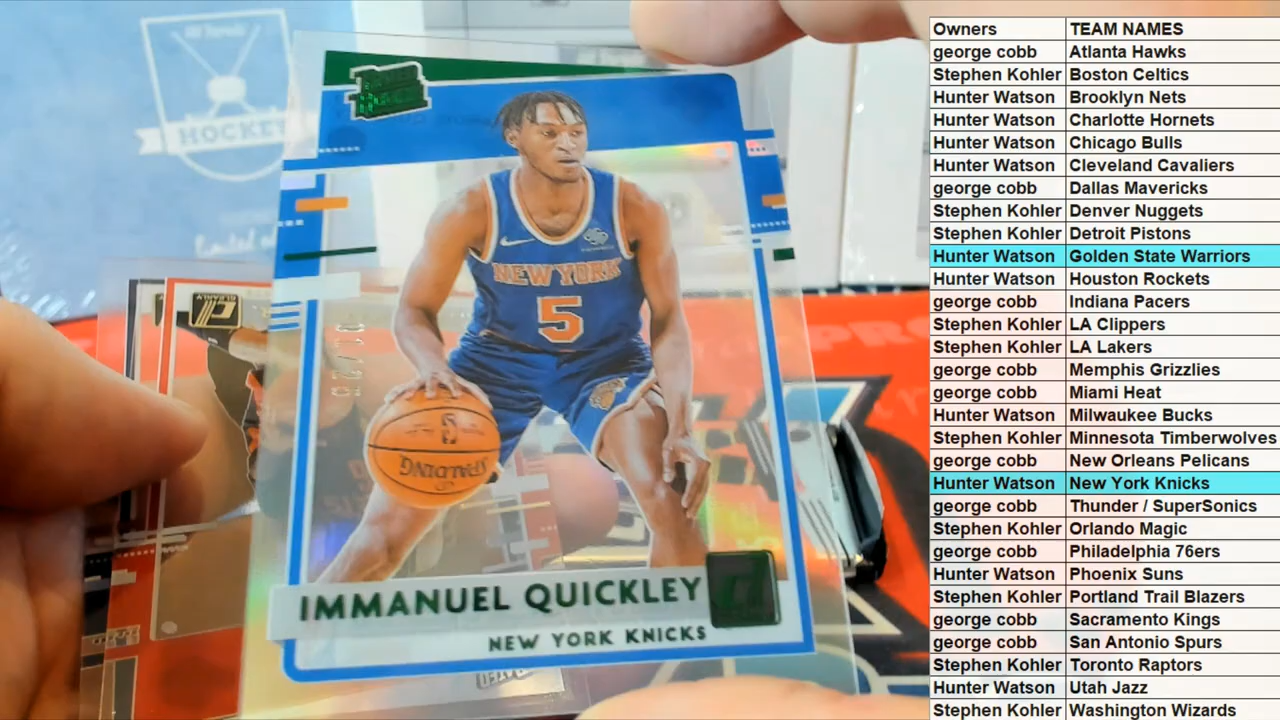 HOCKEY
RATED
ROOKIE
CLEARLY
NEW YORK
5
SPALDING
IMMANUEL QUICKLEY
NEW YORK KNICKS
Owners TEAM NAMES
george cobb Atlanta Hawks
Stephen Kohler Boston Celtics
Hunter Watson Brooklyn Nets
Hunter Watson Charlotte Hornets
Hunter Watson Chicago Bulls
Hunter Watson Cleveland Cavaliers
george cobb Dallas Mavericks
Stephen Kohler Denver Nuggets
Stephen Kohler Detroit Pistons
Hunter Watson Golden State Warriors
Hunter Watson Houston Rockets
george cobb Indiana Pacers
Stephen Kohler LA Clippers
Stephen Kohler LA Lakers
george cobb Memphis Grizzlies
george cobb Miami Heat
Hunter Watson Milwaukee Bucks
Stephen Kohler Minnesota Timberwolves
george cobb New Orleans Pelicans
Hunter Watson New York Knicks
george cobb Thunder / SuperSonics
Stephen Kohler Orlando Magic
george cobb Philadelphia 76ers
Hunter Watson Phoenix Suns
Stephen Kohler Portland Trail Blazers
george cobb Sacramento Kings
george cobb San Antonio Spurs
Stephen Kohler Toronto Raptors
Hunter Watson Utah Jazz
Stephen Kohler Washington Wizards